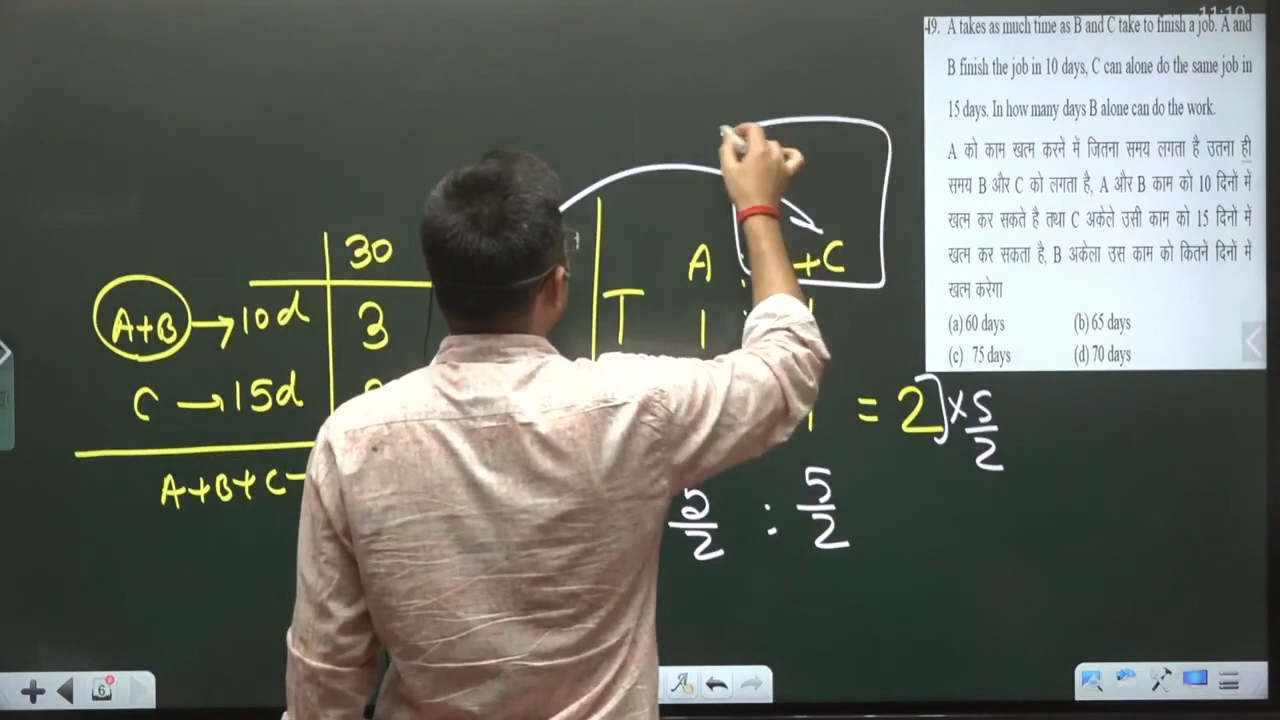 11:10
49. A takes as much time as B and C take to finish a job. A and
B finish the job in 10 days, C can alone do the same job in
15 days. In how many days B alone can do the work.
A को काम खत्म करनें में जितना समय लगता है उतना ही
समय B और C को लगता है, A और B काम को 10 दिनों में
खत्म कर सकते है तथा C अकेले उसी काम को 15 दिनों में
खत्म कर सकता है, B अकेला उस काम को कितने दिनों में
खत्म करेगा
(a) 60 days (b) 65 days
(c) 75 days (d) 70 days
30
A+B → 10d 3
C → 15d
A+B+C
A +C
T 1 : 1
1 = 2] × 5/2
5/2 : 5/2
6